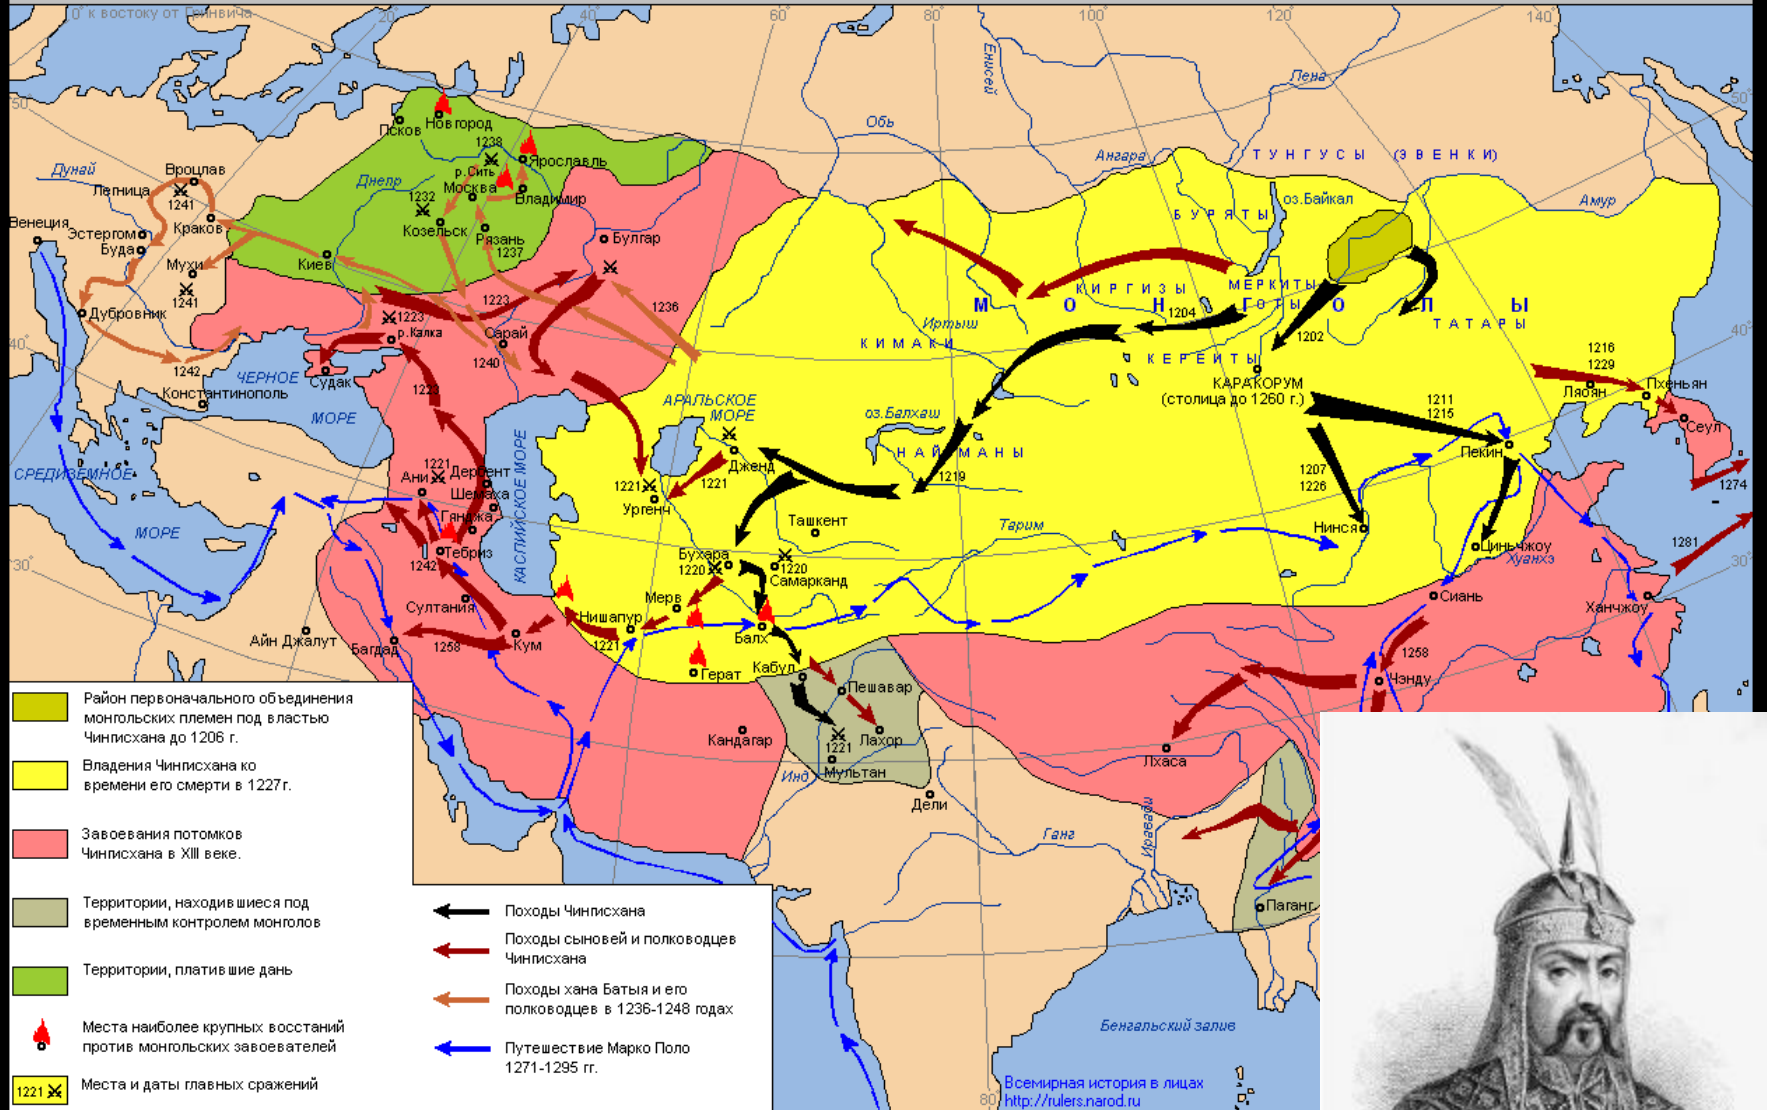 0° к востоку от Гринвича
20°
40°
60°
80°
100°
120°
140°
50°
50°
40°
40°
30°
30°
80°
Енисей
Лена
Обь
Ангара
ТУНГУСЫ (ЭВЕНКИ)
Амур
оз.Байкал
БУРЯТЫ
Псков
Новгород
1238
Ярославль
р.Сить
Москва
Владимир
1232
Козельск
Рязань
1237
Днепр
Киев
Дунай
Вроцлав
Легница
1241
Краков
Венеция
Эстергом
Буда
Мухи
1241
Дубровник
1242
Константинополь
Булгар
1236
1223
1223
р.Калка
Сарай
1240
Судак
1223
ЧЕРНОЕ
МОРЕ
СРЕДИЗЕМНОЕ
МОРЕ
КАСПИЙСКОЕ МОРЕ
АРАЛЬСКОЕ
МОРЕ
КИРГИЗЫ
МЕРКИТЫ
ГОТЫ
МОНГОЛЫ
ТАТАРЫ
1204
1202
Иртыш
КИМАКИ
КЕРЕИТЫ
КАРАКОРУМ
(столица до 1260 г.)
оз.Балхаш
НАЙМАНЫ
1219
1216
1229
Пхеньян
Ляоян
Сеул
1211
1215
Пекин
1207
1226
1274
1281
Нинся
Циньчжоу
Хуанхэ
Сиань
Ханчжоу
1258
Чэнду
Лхаса
1221
Ани
Дербент
Шемаха
Гянджа
Тебриз
1242
Султания
Айн Джалут
Багдад
1258
Кум
Дженд
1221
1221
Ургенч
Ташкент
Тарим
Бухара
1220
1220
Самарканд
Мерв
Нишапур
1221
Балх
Герат
Кабул
Пешавар
Лахор
1221
Мультан
Кандагар
Инд
Дели
Ганг
Иравади
Паганг
Бенгальский залив
Район первоначального объединения
монгольских племен под властью
Чингисхана до 1206 г.
Владения Чингисхана ко
времени его смерти в 1227г.
Завоевания потомков
Чингисхана в XIII веке.
Территории, находившиеся под
временным контролем монголов
Территории, платившие дань
Места наиболее крупных восстаний
против монгольских завоевателей
1221
Места и даты главных сражений
Походы Чингисхана
Походы сыновей и полководцев
Чингисхана
Походы хана Батыя и его
полководцев в 1236-1248 годах
Путешествие Марко Поло
1271-1295 гг.
Всемирная история в лицах
http://rulers.narod.ru